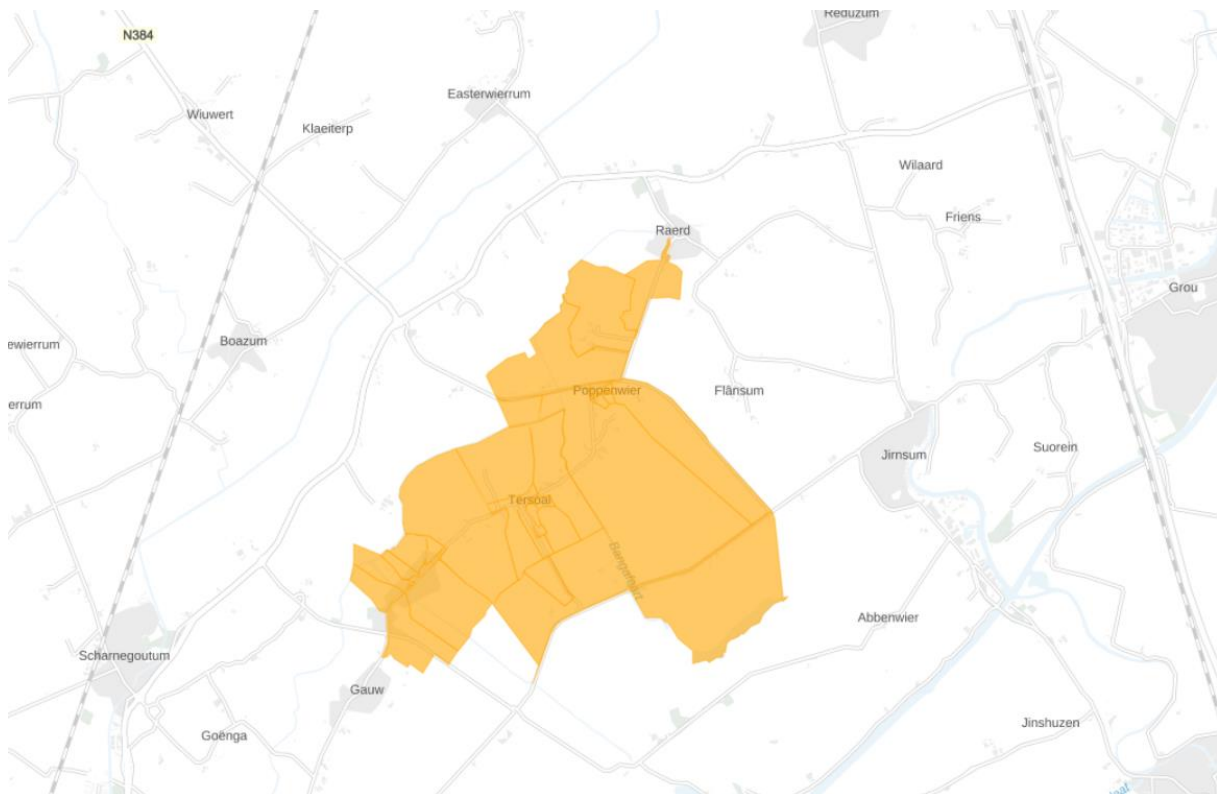 Reduzum
N384
Easterwierrum
Wiuwert
Klaeiterp
Wilaard
Friens
Raerd
Grou
Boazum
ewierrum
Poppenwier
Flânsum
errum
Jirnsum
Suorein
Tersoal
Bangafeart
Abbenwier
Scharnegoutum
Gauw
Jinshuzen
Goënga